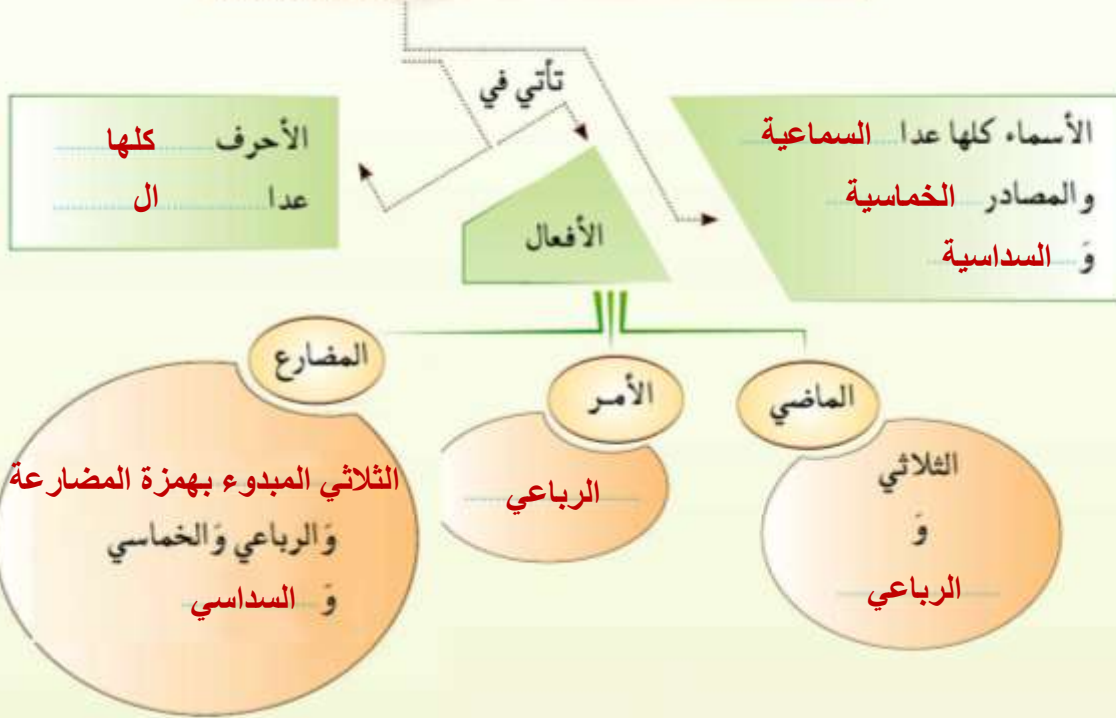 تأتي في
الأسماء كلها عدا السماعية
والمصادر الخماسية
وَ السداسية
الأحرف كلها
عدا ال
الأفعال
الماضي
الثلاثي
وَ
الرباعي
الأمر
الرباعي
المضارع
الثلاثي المبدوء بهمزة المضارعة
وَالرباعي وَالخماسي
وَ السداسي